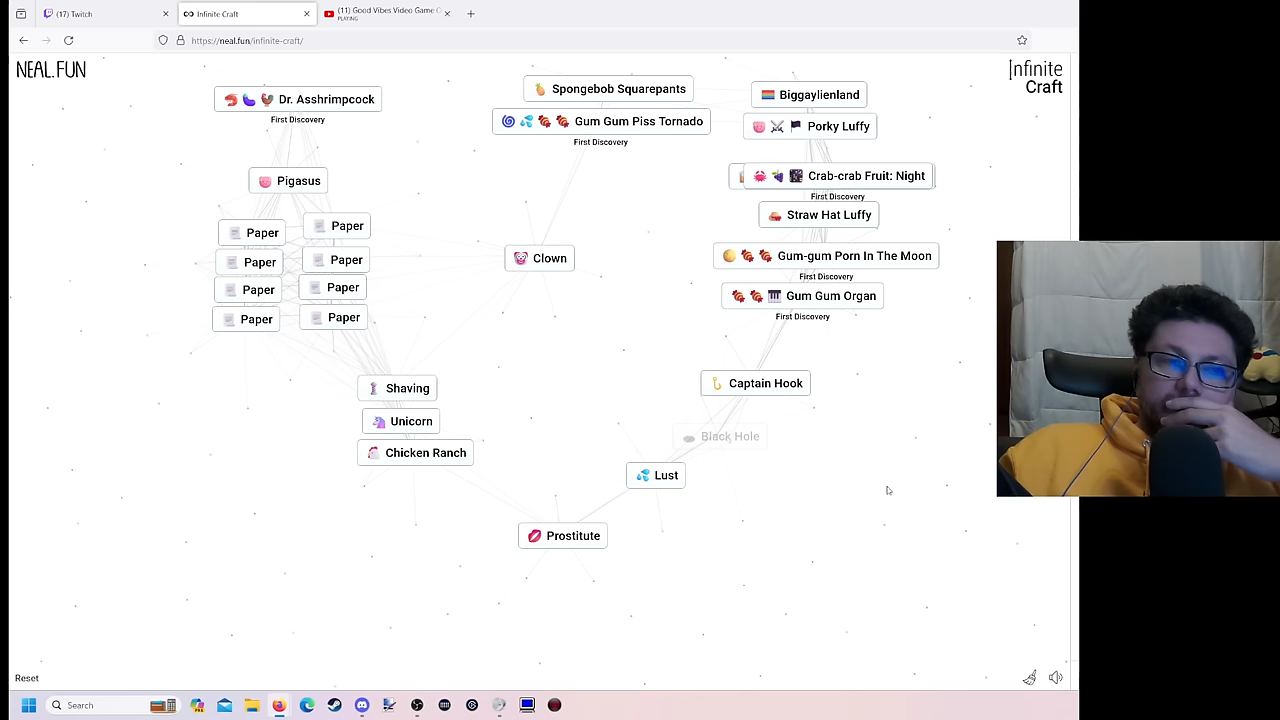 (17) Twitch
Infinite Craft
(11) Good Vibes Video Game
PLAYING
https://neal.fun/infinite-craft/
NEAL.FUN
Infinite
Craft
Dr. Asshrimpcock
First Discovery
Spongebob Squarepants
Gum Gum Piss Tornado
First Discovery
Biggaylienland
Porky Luffy
Crab-crab Fruit: Night
First Discovery
Straw Hat Luffy
Gum-gum Porn In The Moon
First Discovery
Gum Gum Organ
First Discovery
Pigasus
Paper
Paper
Paper
Paper
Paper
Paper
Paper
Paper
Clown
Shaving
Unicorn
Chicken Ranch
Captain Hook
Black Hole
Lust
Prostitute
Reset
Search